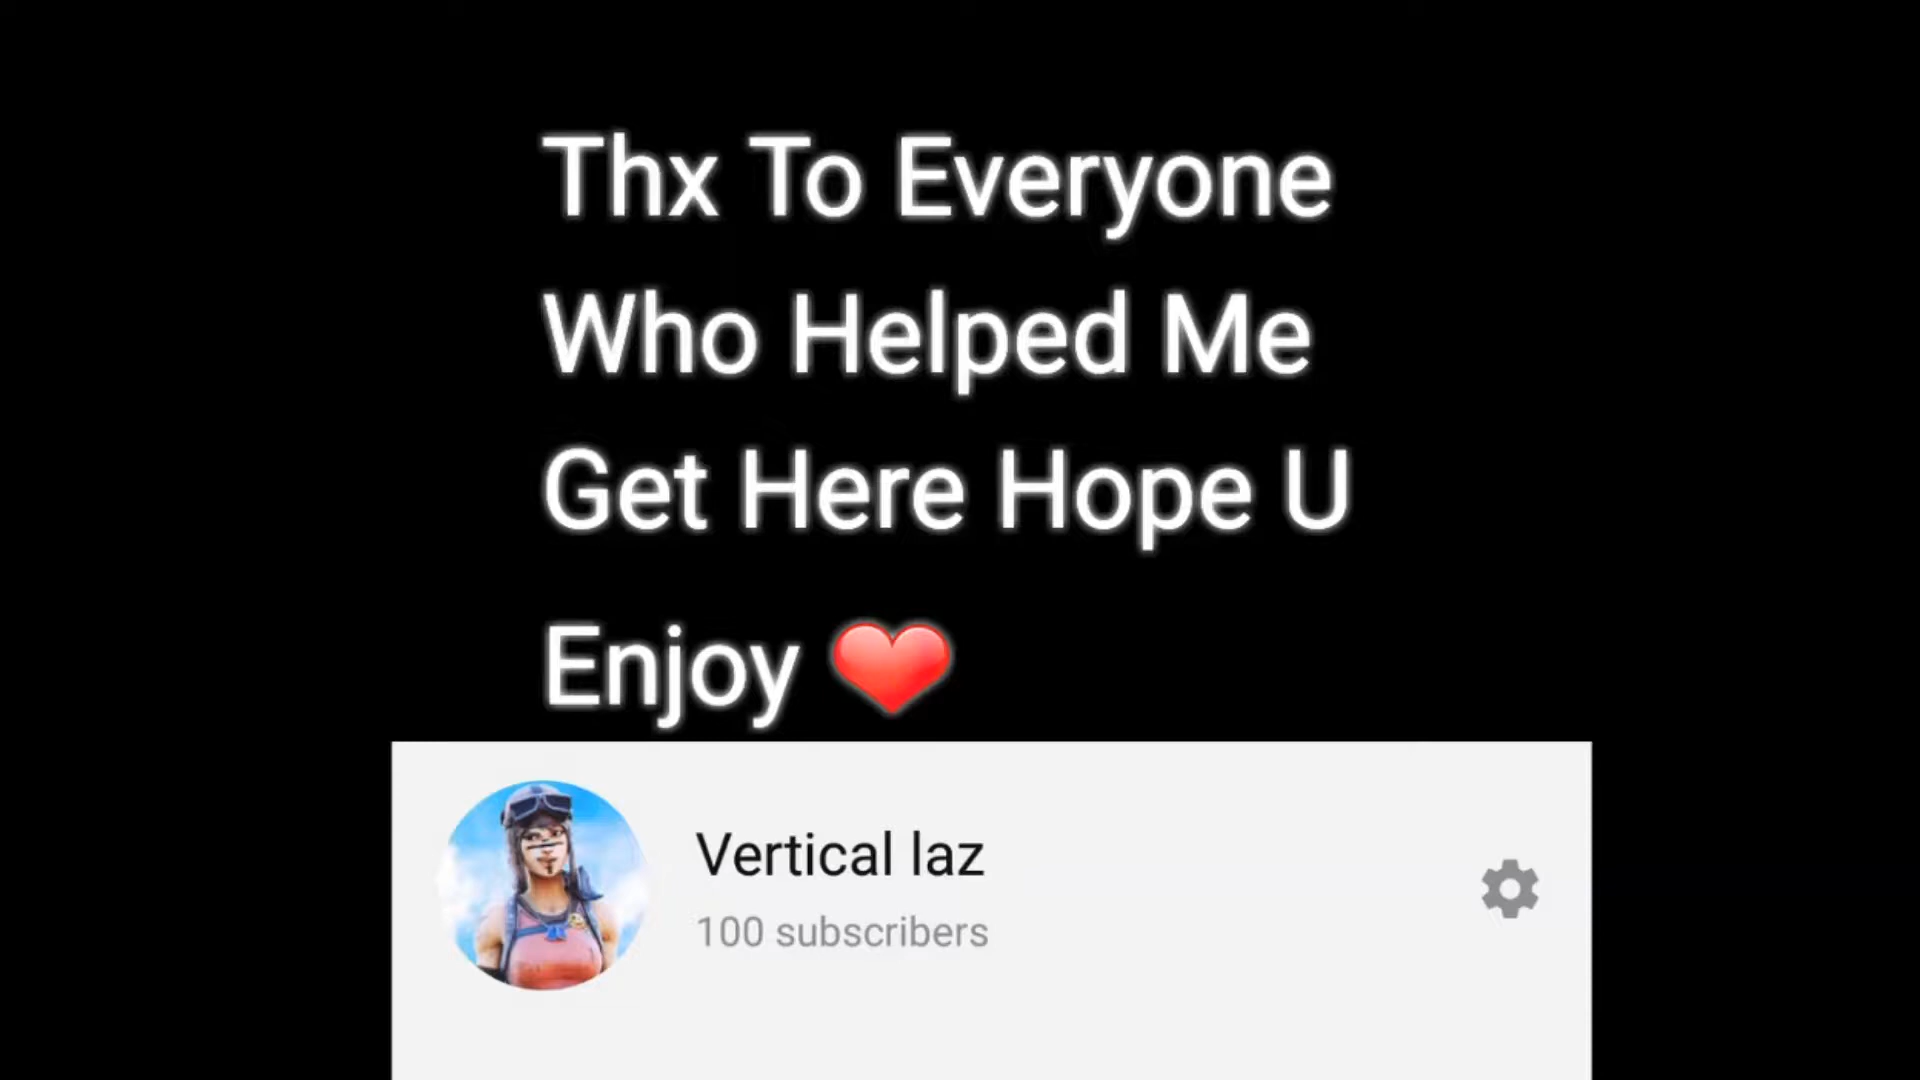 Thx To Everyone
Who Helped Me
Get Here Hope U
Enjoy ❤️
Vertical laz
100 subscribers